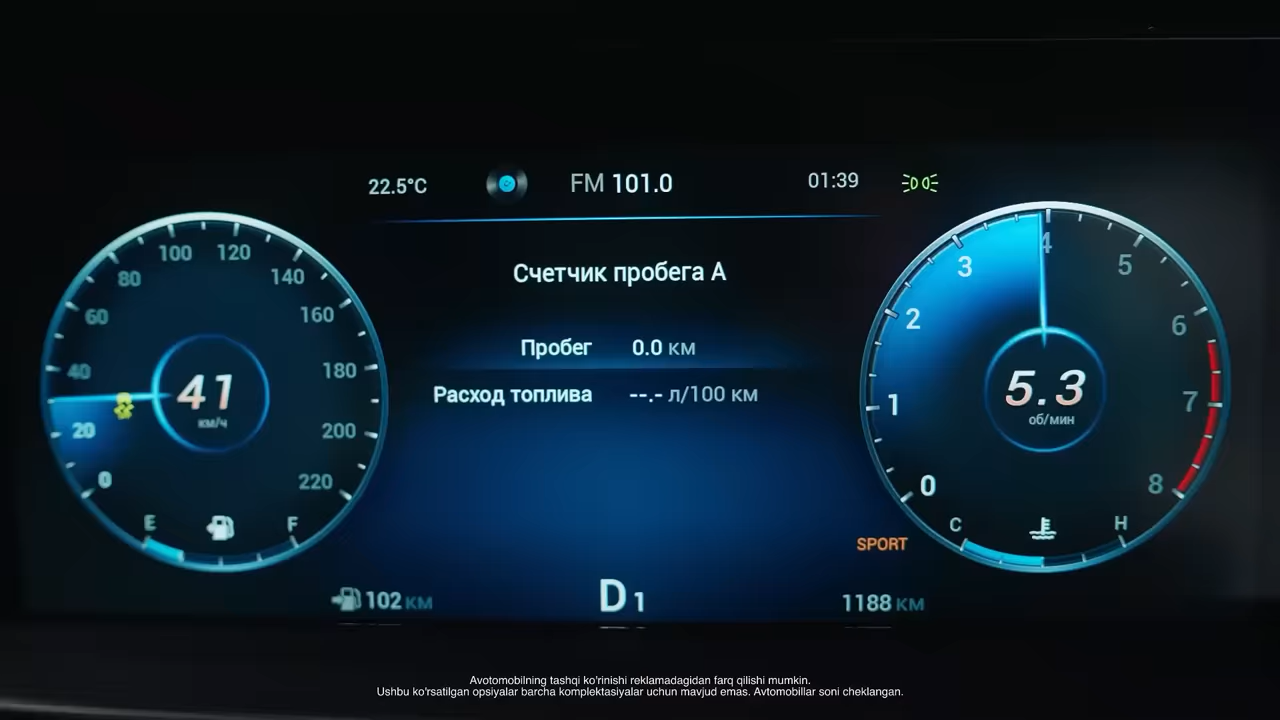 22.5°C FM 101.0 01:39
Счетчик пробега A
Пробег 0.0 км
Расход топлива --.- л/100 км
0 20 40 60 80 100 120 140 160 180 200 220
41
км/ч
E F
0 1 2 3 4 5 6 7 8
5.3
об/мин
C H
SPORT
102 км D 1 1188 км
Avotomobilning tashqi ko'rinishi reklamadagidan farq qilishi mumkin.
Ushbu ko'rsatilgan opsiyalar barcha komplektasiyalar uchun mavjud emas. Avtomobillar soni cheklangan.